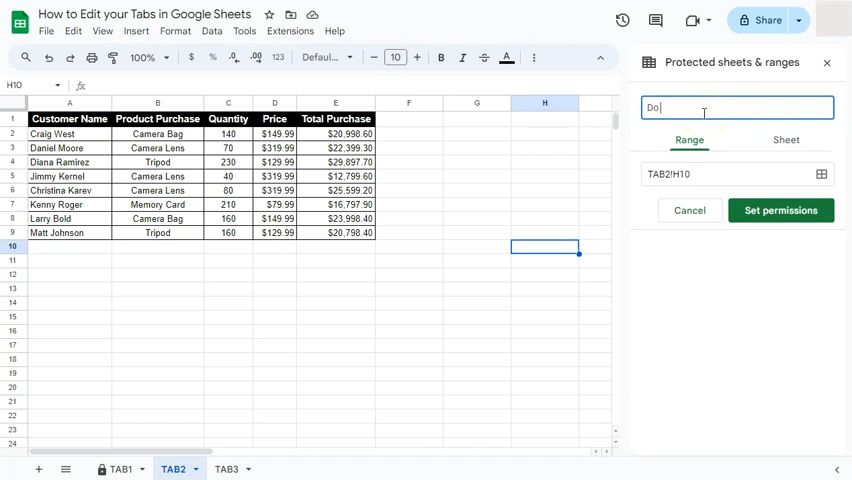 How to Edit your Tabs in Google Sheets
File Edit View Insert Format Data Tools Extensions Help
Share
100% $ % .0 .00 123 Defaul... 10 B I A
H10 fx
Protected sheets & ranges
Do
Range Sheet
TAB2!H10
Cancel Set permissions
A B C D E F G H
1 Customer Name Product Purchase Quantity Price Total Purchase
2 Craig West Camera Bag 140 $149.99 $20,998.60
3 Daniel Moore Camera Lens 70 $319.99 $22,399.30
4 Diana Ramirez Tripod 230 $129.99 $29,897.70
5 Jimmy Kernel Camera Lens 40 $319.99 $12,799.60
6 Christina Karev Camera Lens 80 $319.99 $25,599.20
7 Kenny Roger Memory Card 210 $79.99 $16,797.90
8 Larry Bold Camera Bag 160 $149.99 $23,998.40
9 Matt Johnson Tripod 160 $129.99 $20,798.40
10
11
12
13
14
15
16
17
18
19
20
21
22
23
24
TAB1 TAB2 TAB3